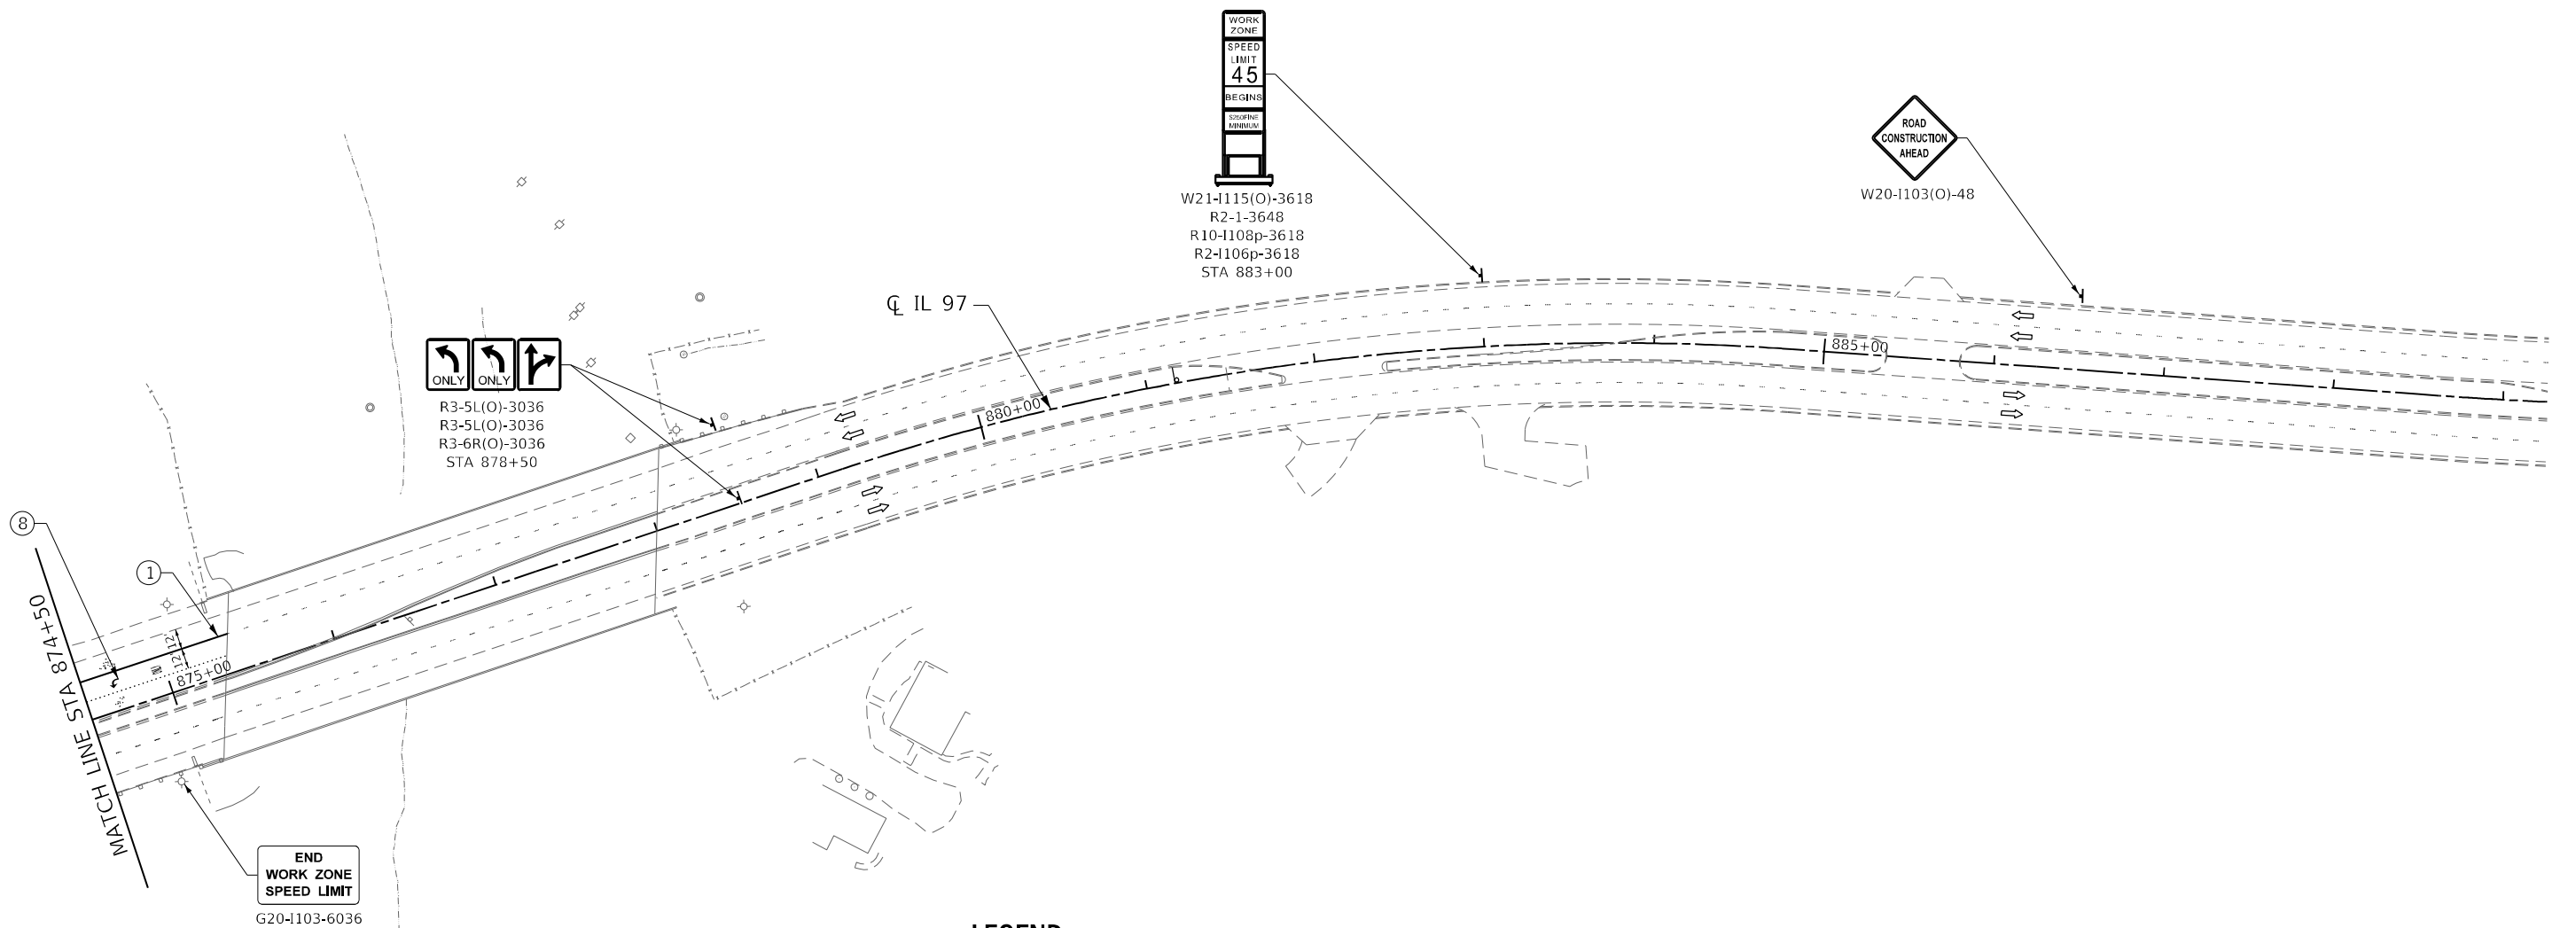 WORK
ZONE
SPEED
LIMIT
45
BEGINS
$250FINE
MINIMUM
W21-I115(O)-3618
R2-1-3648
R10-I108p-3618
R2-I106p-3618
STA 883+00
ROAD
CONSTRUCTION
AHEAD
W20-I103(O)-48
℄ IL 97
ONLY
ONLY
R3-5L(O)-3036
R3-5L(O)-3036
R3-6R(O)-3036
STA 878+50
885+00
880+00
8
1
12' 12'
875+00
MATCH LINE STA 874+50
END
WORK ZONE
SPEED LIMIT
G20-I103-6036
LEGEND